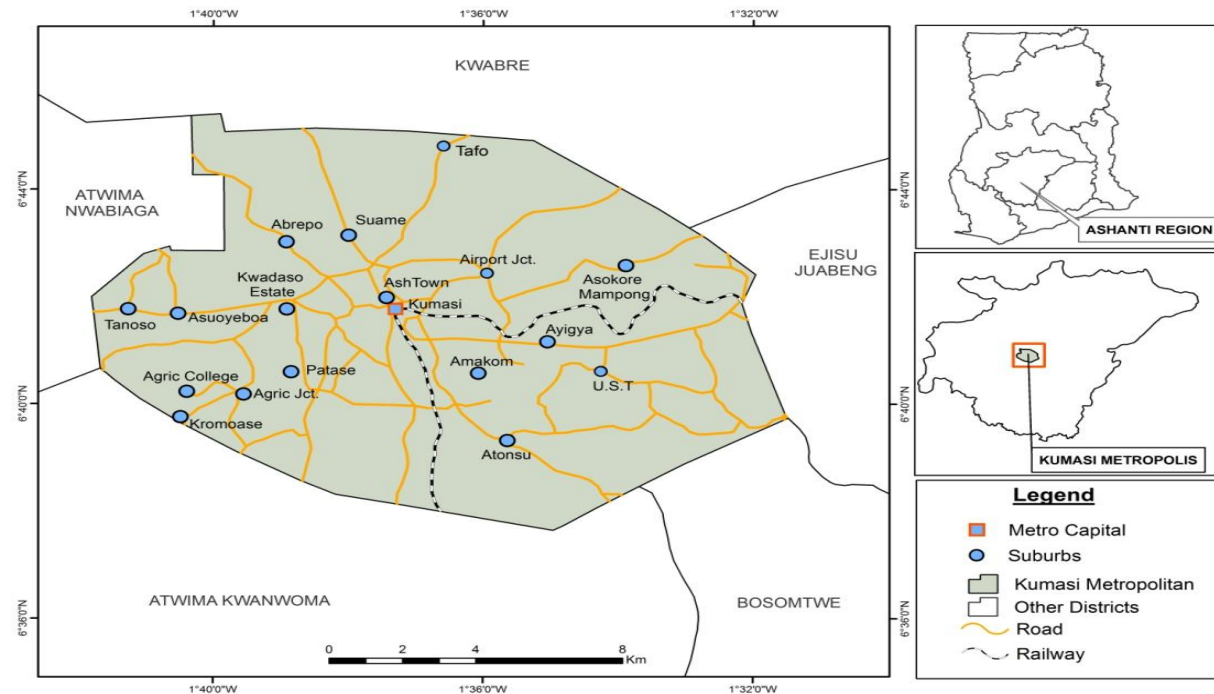 1°40'0"W
1°36'0"W
1°32'0"W
KWABRE
Tafo
6°44'0"N
6°44'0"N
ATWIMA
NWABIAGA
Abrepo
Suame
EJISU
JUABENG
Airport Jct.
Asokore
Mampong
Kwadaso
Estate
AshTown
Kumasi
Tanoso
Asuoyeboa
Ayigya
Amakom
Patase
U.S.T
Agric College
Agric Jct.
6°40'0"N
6°40'0"N
Kromoase
Atonsu
ATWIMA KWANWOMA
BOSOMTWE
6°36'0"N
6°36'0"N
0 2 4 8
Km
1°40'0"W
1°36'0"W
1°32'0"W
ASHANTI REGION
KUMASI METROPOLIS
Legend
Metro Capital
Suburbs
Kumasi Metropolitan
Other Districts
Road
Railway